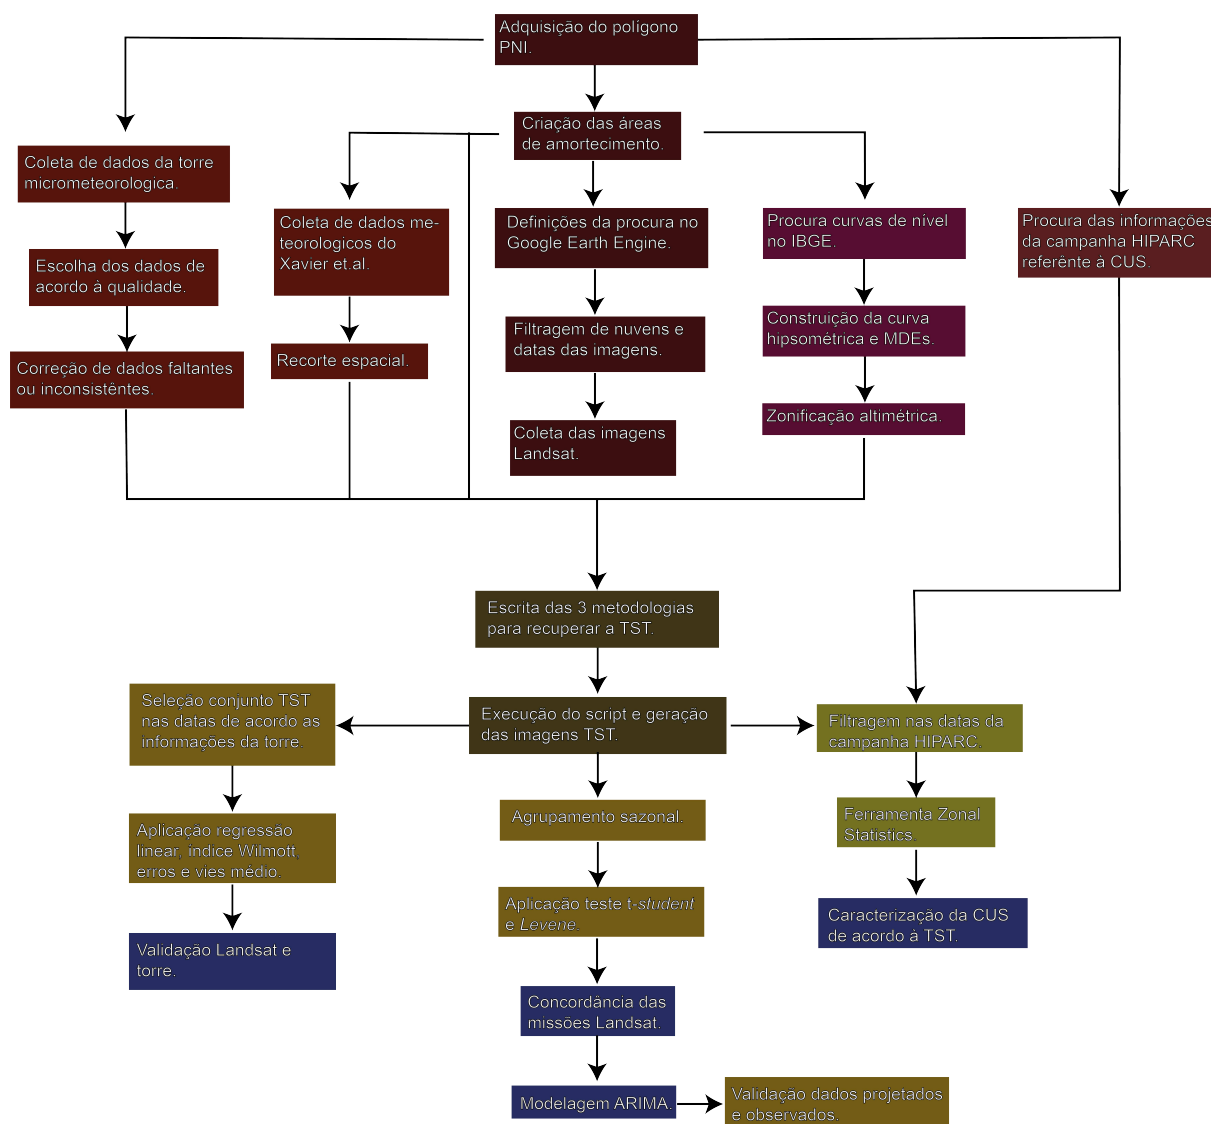 Adquisição do polígono
PNI.
Criação das áreas
de amortecimento.
Coleta de dados da torre
micrometeorologica.
Escolha dos dados de
acordo à qualidade.
Correção de dados faltantes
ou inconsistêntes.
Coleta de dados me-
teorologicos do
Xavier et.al.
Recorte espacial.
Definições da procura no
Google Earth Engine.
Filtragem de nuvens e
datas das imagens.
Coleta das imagens
Landsat.
Procura curvas de nível
no IBGE.
Construição da curva
hipsométrica e MDEs.
Zonificação altimétrica.
Procura das informações
da campanha HIPARC
referênte à CUS.
Escrita das 3 metodologias
para recuperar a TST.
Execução do script e geração
das imagens TST.
Seleção conjunto TST
nas datas de acordo as
informações da torre.
Aplicação regressão
linear, índice Wilmott,
erros e vies médio.
Validação Landsat e
torre.
Agrupamento sazonal.
Aplicação teste t-student
e Levene.
Concordância das
missões Landsat.
Modelagem ARIMA.
Validação dados projetados
e observados.
Filtragem nas datas da
campanha HIPARC.
Ferramenta Zonal
Statistics.
Caracterização da CUS
de acordo à TST.